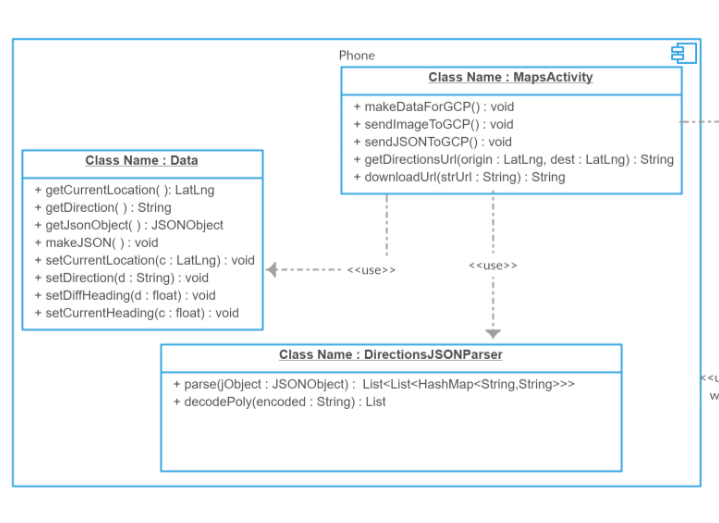 Phone
Class Name : MapsActivity
+ makeDataForGCP() : void
+ sendImageToGCP() : void
+ sendJSONToGCP() : void
+ getDirectionsUrl(origin : LatLng, dest : LatLng) : String
+ downloadUrl(strUrl : String) : String
Class Name : Data
+ getCurrentLocation( ): LatLng
+ getDirection( ) : String
+ getJsonObject( ) : JSONObject
+ makeJSON( ) : void
+ setCurrentLocation(c : LatLng) : void
+ setDirection(d : String) : void
+ setDiffHeading(d : float) : void
+ setCurrentHeading(c : float) : void
<<use>>
<<use>>
Class Name : DirectionsJSONParser
+ parse(jObject : JSONObject) :  List<List<HashMap<String,String>>>
+ decodePoly(encoded : String) : List